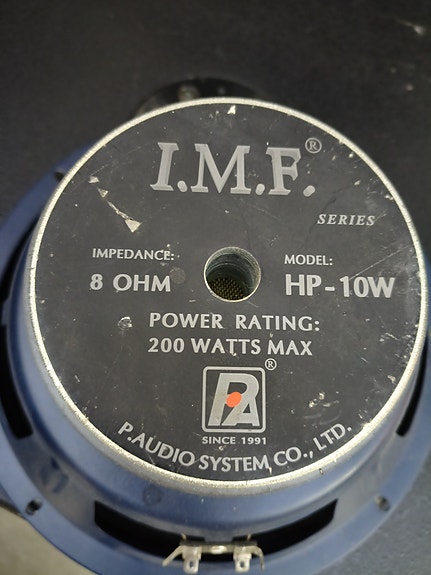 I.M.F.®
SERIES
IMPEDANCE:
8 OHM
MODEL:
HP-10W
POWER RATING:
200 WATTS MAX
PA®
SINCE 1991
P.AUDIO SYSTEM CO., LTD.